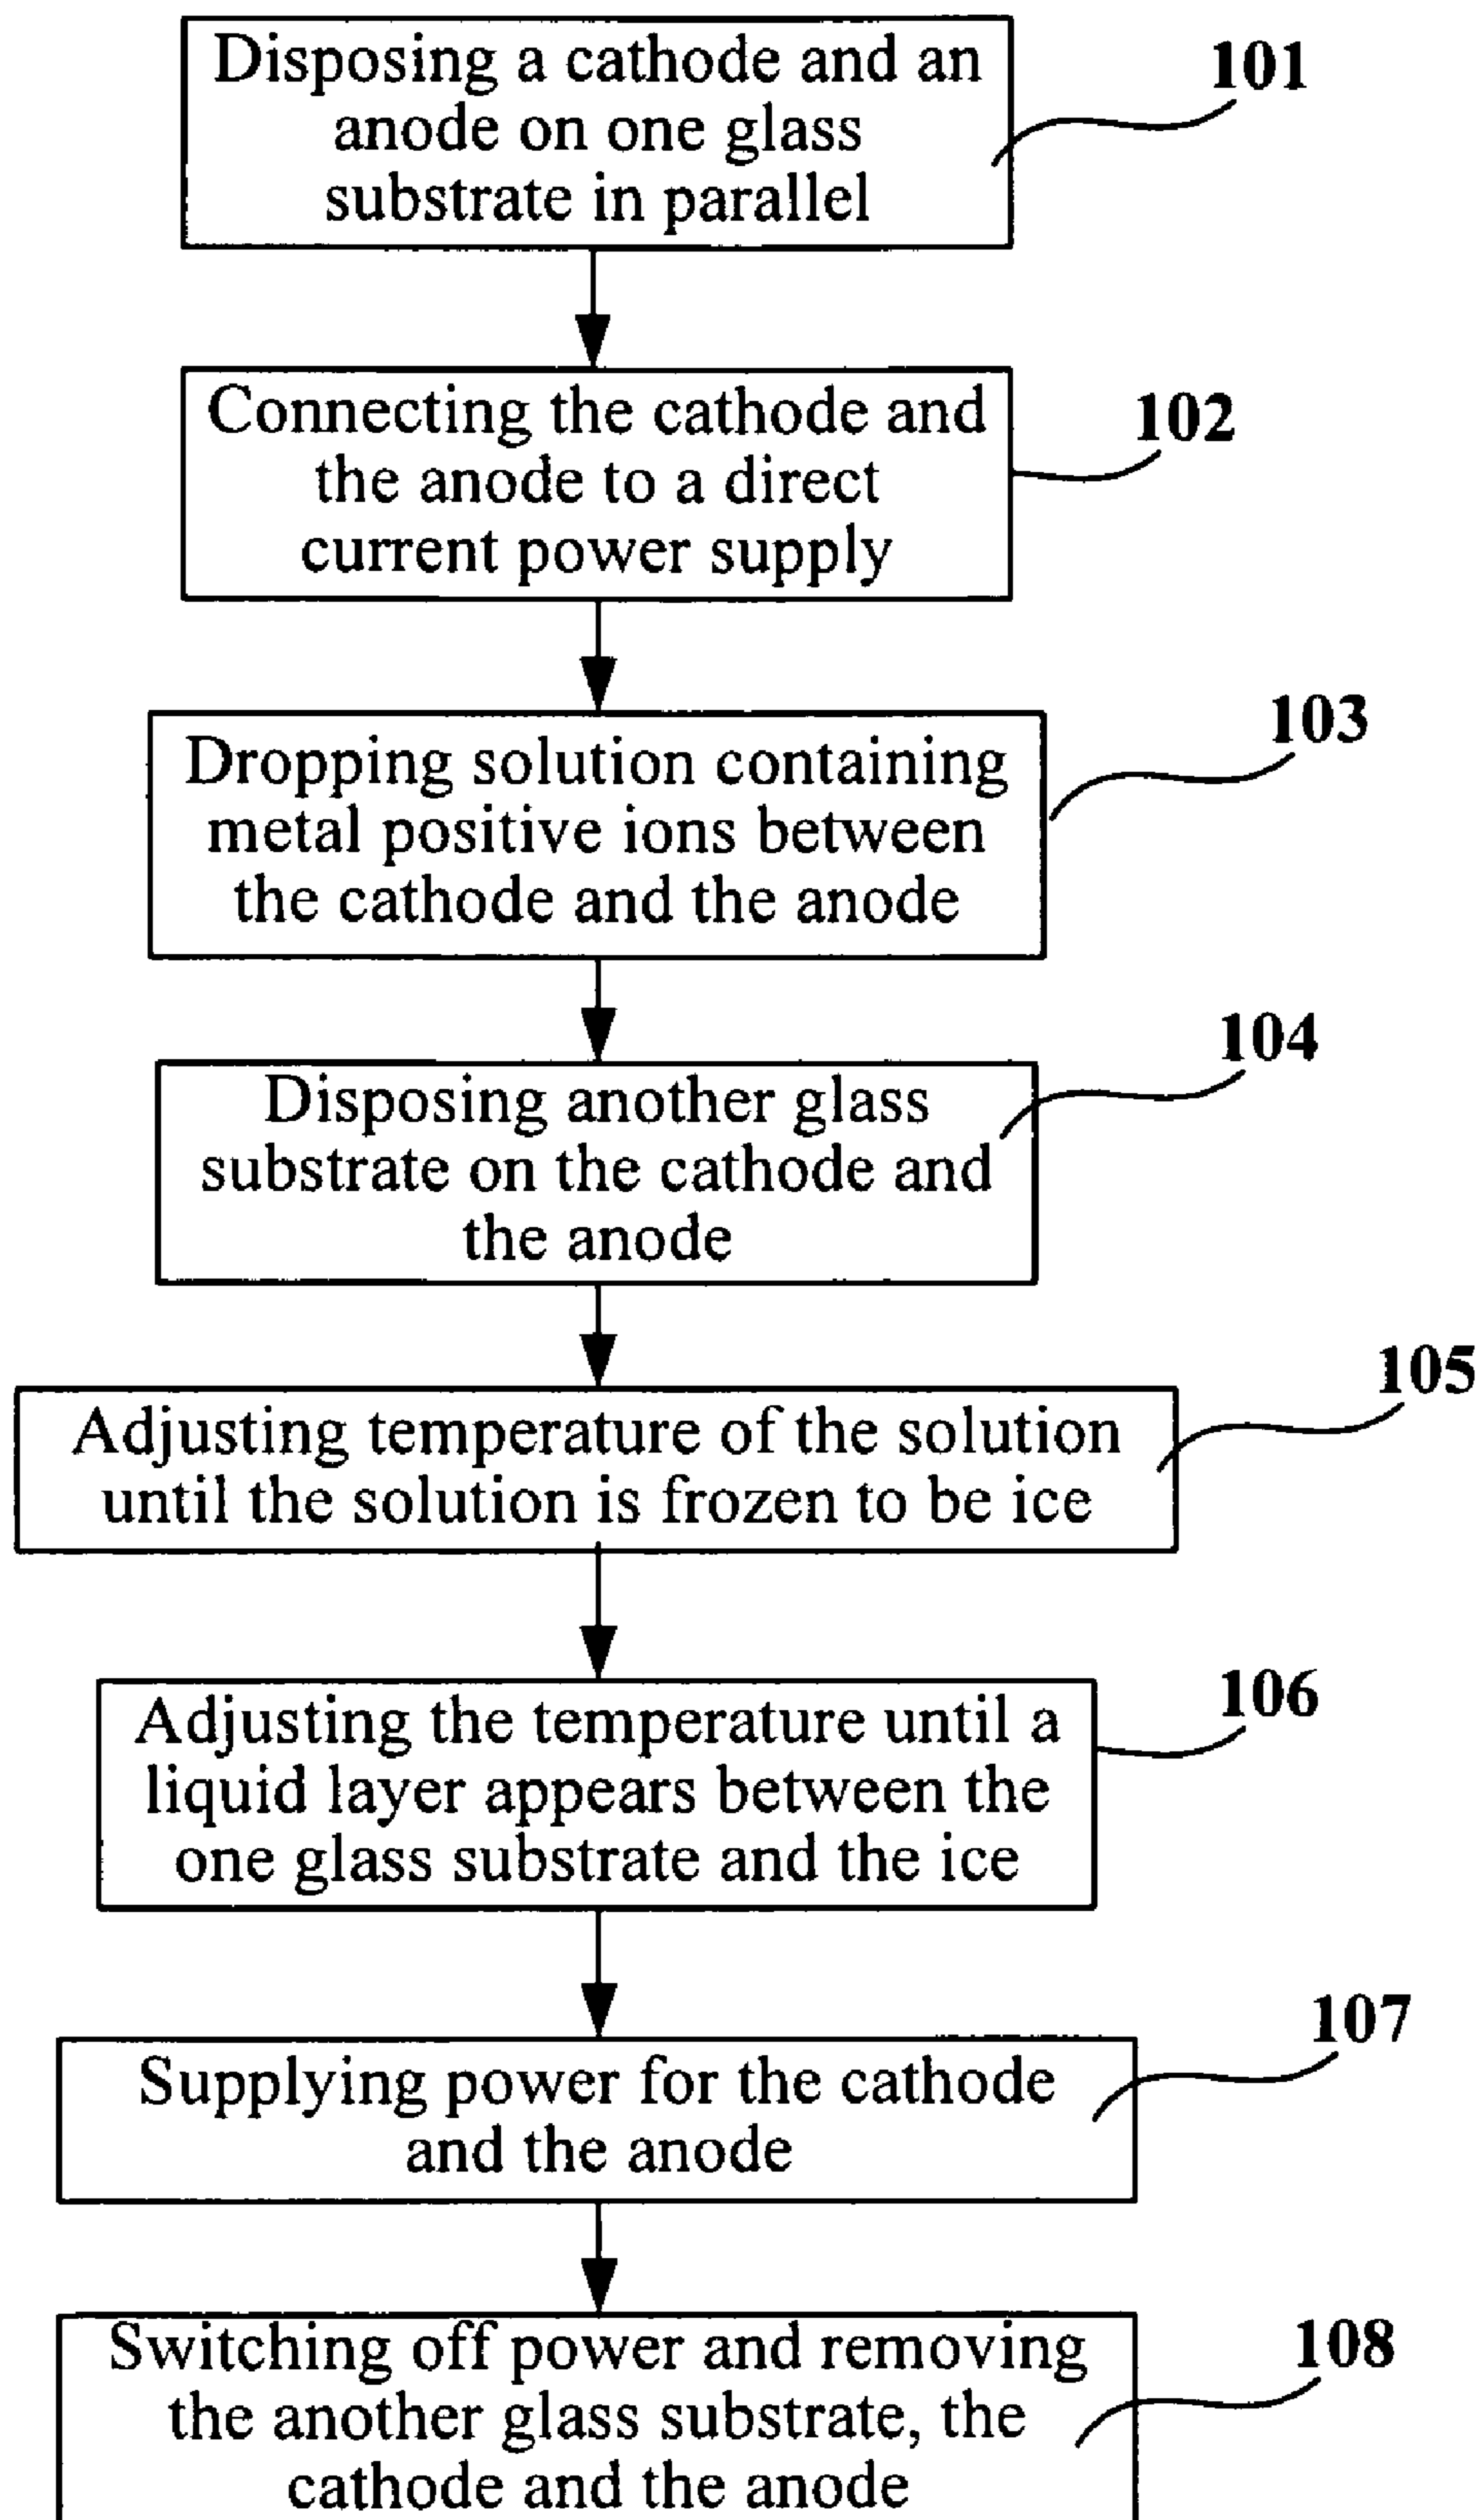 Disposing a cathode and an
anode on one glass
substrate in parallel
101
Connecting the cathode and
the anode to a direct
current power supply
102
Dropping solution containing
metal positive ions between
the cathode and the anode
103
Disposing another glass
substrate on the cathode and
the anode
104
Adjusting temperature of the solution
until the solution is frozen to be ice
105
Adjusting the temperature until a
liquid layer appears between the
one glass substrate and the ice
106
Supplying power for the cathode
and the anode
107
Switching off power and removing
the another glass substrate, the
cathode and the anode
108